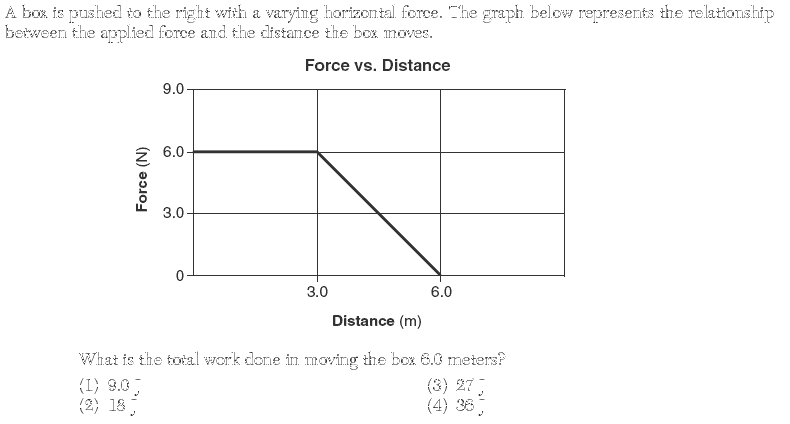 A box is pushed to the right with a varying horizontal force. The graph below represents the relationship
between the applied force and the distance the box moves.
Force vs. Distance
9.0
6.0
3.0
0
Force (N)
3.0
6.0
Distance (m)
What is the total work done in moving the box 6.0 meters?
(1) 9.0 J
(3) 27 J
(2) 18 J
(4) 36 J